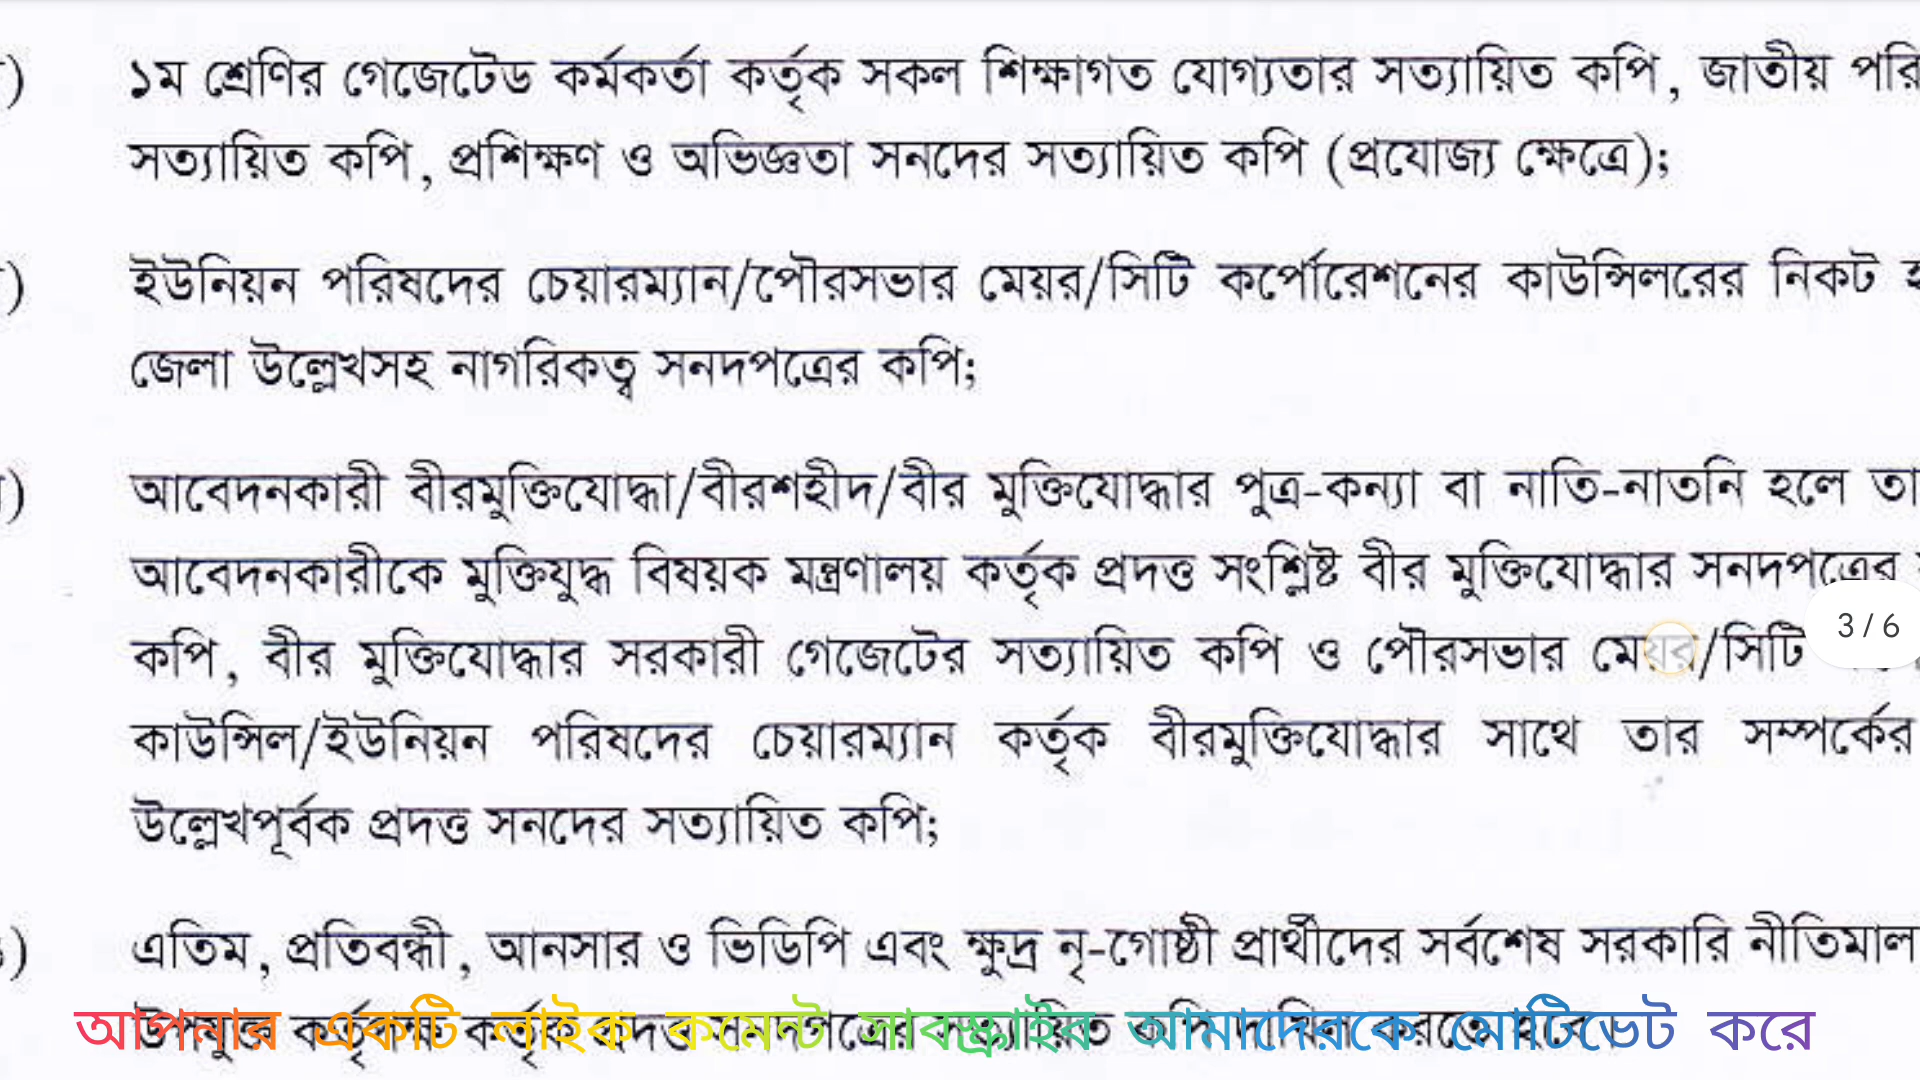 ) ১ম শ্রেণির গেজেটেড কর্মকর্তা কর্তৃক সকল শিক্ষাগত যোগ্যতার সত্যায়িত কপি, জাতীয় পরি
সত্যায়িত কপি, প্রশিক্ষণ ও অভিজ্ঞতা সনদের সত্যায়িত কপি (প্রযোজ্য ক্ষেত্রে);
) ইউনিয়ন পরিষদের চেয়ারম্যান/পৌরসভার মেয়র/সিটি কর্পোরেশনের কাউন্সিলরের নিকট
জেলা উল্লেখসহ নাগরিকত্ব সনদপত্রের কপি;
) আবেদনকারী বীরমুক্তিযোদ্ধা/বীরশহীদ/বীর মুক্তিযোদ্ধার পুত্র-কন্যা বা নাতি-নাতনি হলে তা
আবেদনকারীকে মুক্তিযুদ্ধ বিষয়ক মন্ত্রণালয় কর্তৃক প্রদত্ত সংশ্লিষ্ট বীর মুক্তিযোদ্ধার সনদপত্রের
কপি, বীর মুক্তিযোদ্ধার সরকারী গেজেটের সত্যায়িত কপি ও পৌরসভার মেয়র/সিটি
3 / 6
কাউন্সিল/ইউনিয়ন পরিষদের চেয়ারম্যান কর্তৃক বীরমুক্তিযোদ্ধার সাথে তার সম্পর্কের
উল্লেখপূর্বক প্রদত্ত সনদের সত্যায়িত কপি;
) এতিম, প্রতিবন্ধী, আনসার ও ভিডিপি এবং ক্ষুদ্র নৃ-গোষ্ঠী প্রার্থীদের সর্বশেষ সরকারি নীতিমাল
আপনার একটি লাইক কমেন্ট সাবস্ক্রাইব আমাদেরকে মোটিভেট করে